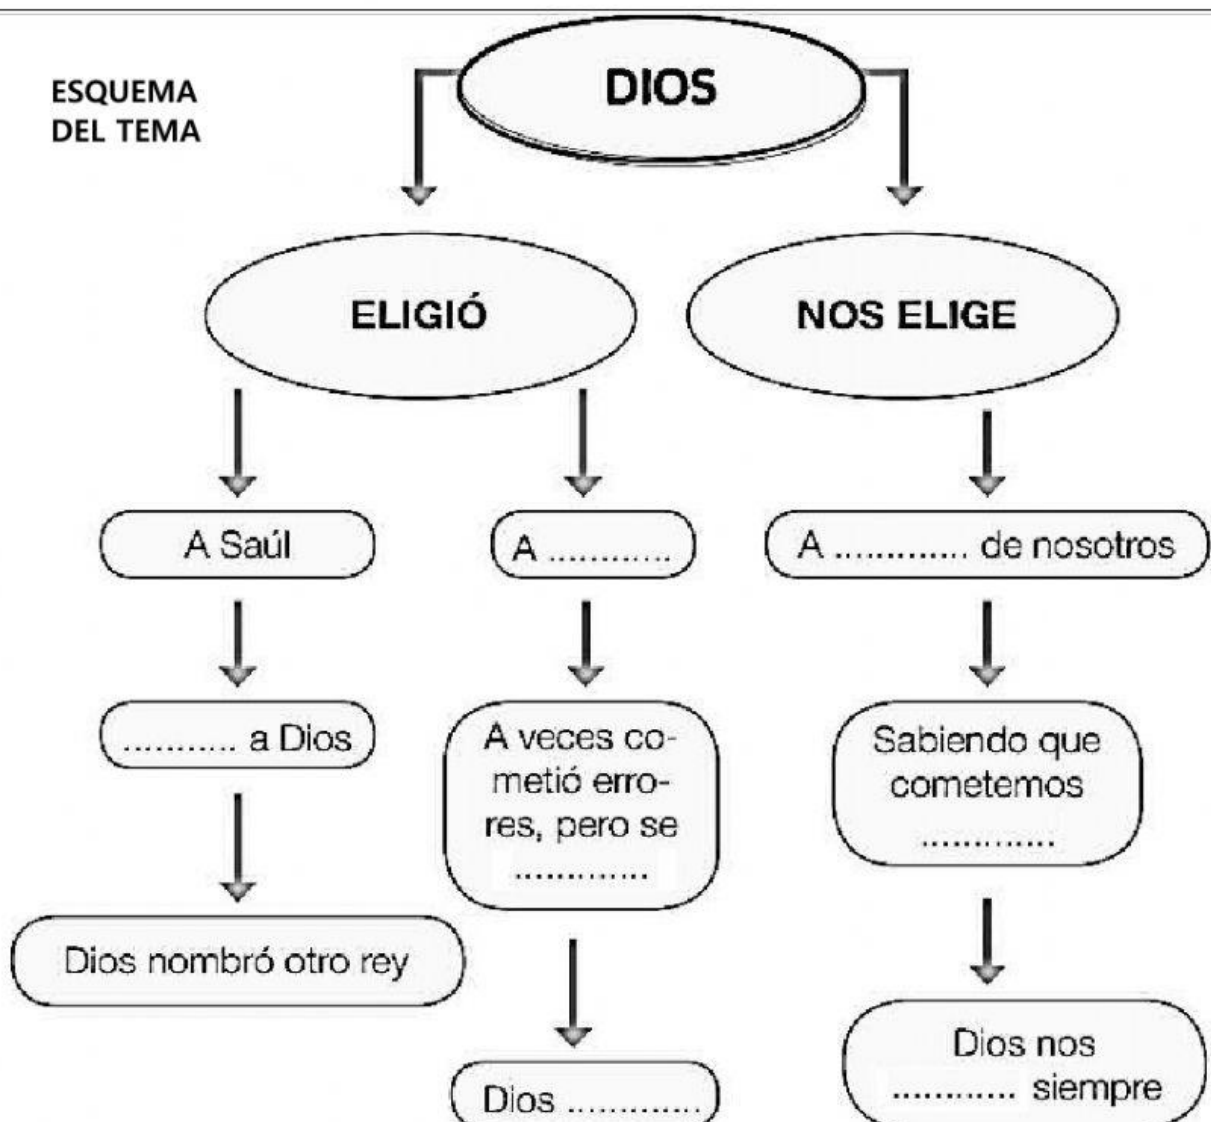 ESQUEMA
DEL TEMA
DIOS
ELIGIÓ
NOS ELIGE
A Saúl
A ............
A ............. de nosotros
........... a Dios
A veces co-
metió erro-
res, pero se
.............
Sabiendo que
cometemos
.............
Dios nombró otro rey
Dios .............
Dios nos
............ siempre